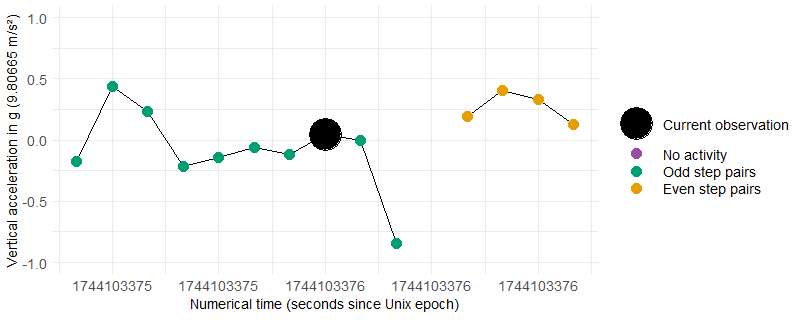 1.0
0.5
0.0
-0.5
-1.0
Vertical acceleration in g (9.80665 m/s²)
1744103375 1744103375 1744103376 1744103376 1744103376
Numerical time (seconds since Unix epoch)
Current observation
No activity
Odd step pairs
Even step pairs